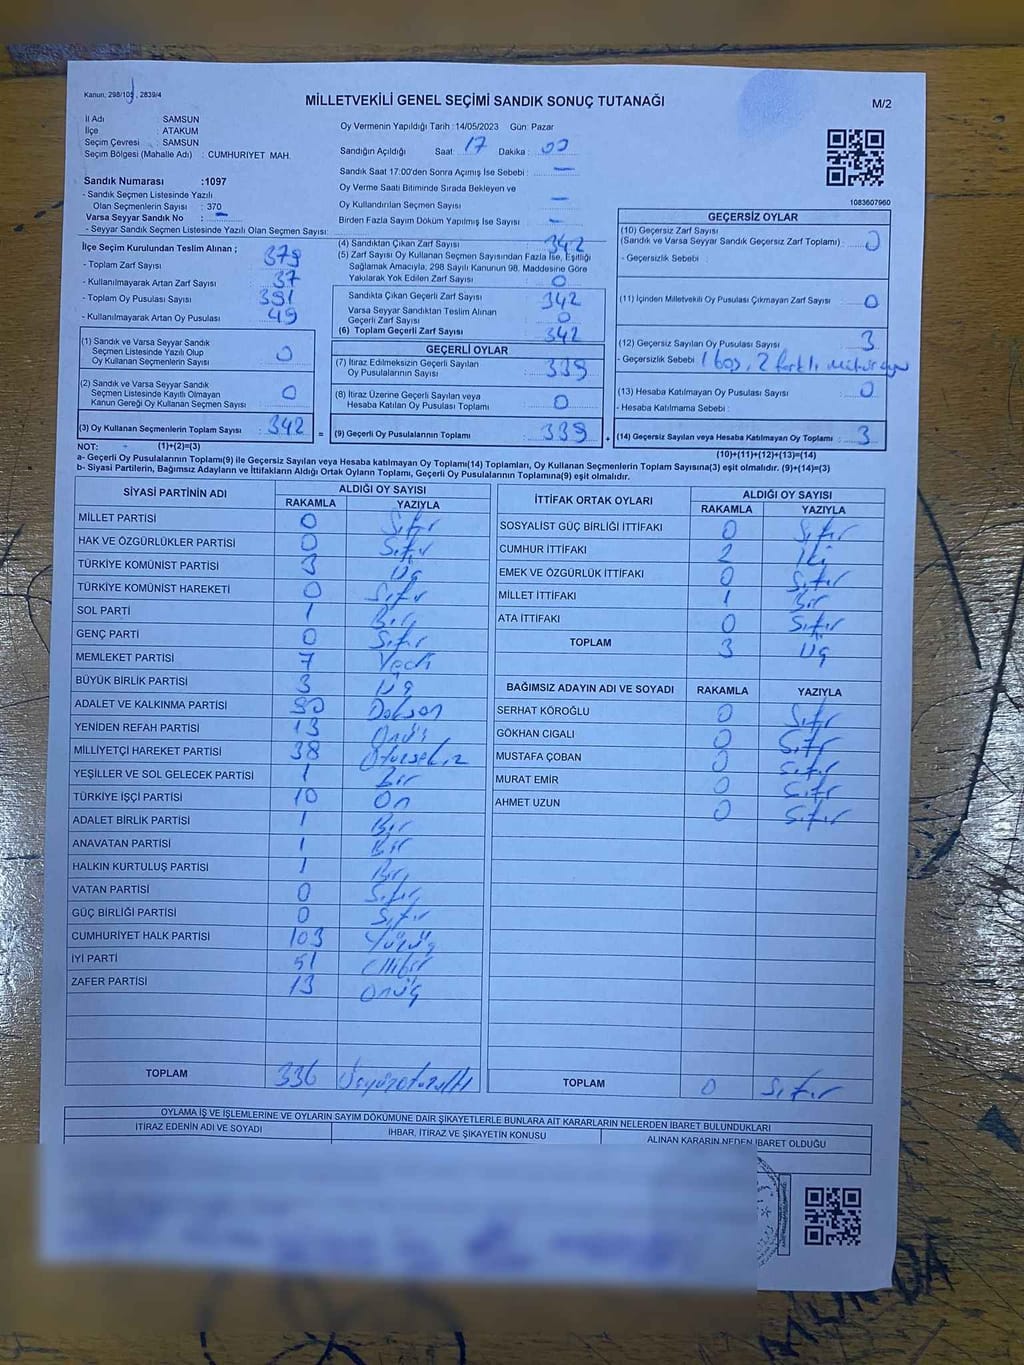 Kanun, 298/105, 2839/4
MİLLETVEKİLİ GENEL SEÇİMİ SANDIK SONUÇ TUTANAĞI
M/2
İl Adı SAMSUN
İlçe ATAKUM
Seçim Çevresi : SAMSUN
Seçim Bölgesi (Mahalle Adı) : CUMHURIYET MAH.
Sandık Numarası :1097
- Sandık Seçmen Listesinde Yazılı
Olan Seçmenlerin Sayısı : 370
Varsa Seyyar Sandık No : -
- Seyyar Sandık Seçmen Listesinde Yazılı Olan Seçmen Sayısı:
Oy Vermenin Yapıldığı Tarih :14/05/2023 Gün: Pazar
Sandığın Açıldığı Saat: 17 Dakika : 00
Sandık Saat 17:00'den Sonra Açımış İse Sebebi : -
Oy Verme Saati Bitiminde Sırada Bekleyen ve
Oy Kullandırılan Seçmen Sayısı -
Birden Fazla Sayım Döküm Yapılmış İse Sayısı -
1083607960
İlçe Seçim Kurulundan Teslim Alınan ;
- Toplam Zarf Sayısı 379
- Kullanılmayarak Artan Zarf Sayısı 37
- Toplam Oy Pusulası Sayısı 391
- Kullanılmayarak Artan Oy Pusulası 49
(1) Sandık ve Varsa Seyyar Sandık
Seçmen Listesinde Yazılı Olup
Oy Kullanan Seçmenlerin Sayısı 0
(2) Sandık ve Varsa Seyyar Sandık
Seçmen Listesinde Kayıtlı Olmayan
Kanun Gereği Oy Kullanan Seçmen Sayısı 0
(3) Oy Kullanan Seçmenlerin Toplam Sayısı : 342
(4) Sandıktan Çıkan Zarf Sayısı 342
(5) Zarf Sayısı Oy Kullanan Seçmen Sayısından Fazla İse, Eşitliği
Sağlamak Amacıyla, 298 Sayılı Kanunun 98. Maddesine Göre
Yakılarak Yok Edilen Zarf Sayısı : 0
Sandıkta Çıkan Geçerli Zarf Sayısı 342
Varsa Seyyar Sandıktan Teslim Alınan
Geçerli Zarf Sayısı 0
(6) Toplam Geçerli Zarf Sayısı 342
GEÇERLİ OYLAR
(7) İtiraz Edilmeksizin Geçerli Sayılan
Oy Pusulalarının Sayısı : 339
(8) İtiraz Üzerine Geçerli Sayılan veya
Hesaba Katılan Oy Pusulası Toplamı : 0
= (9) Geçerli Oy Pusulalarının Toplamı : 339 +
GEÇERSİZ OYLAR
(10) Geçersiz Zarf Sayısı
(Sandık ve Varsa Seyyar Sandık Geçersiz Zarf Toplamı) : 0
- Geçersizlik Sebebi :
(11) İçinden Milletvekili Oy Pusulası Çıkmayan Zarf Sayısı : 0
(12) Geçersiz Sayılan Oy Pusulası Sayısı : 3
- Geçersizlik Sebebi 1 boş, 2 farklı
(13) Hesaba Katılmayan Oy Pusulası Sayısı : 0
- Hesaba Katılmama Sebebi :
(14) Geçersiz Sayılan veya Hesaba Katılmayan Oy Toplamı : 3
NOT: (1)+(2)=(3)
(10)+(11)+(12)+(13)=(14)
a- Geçerli Oy Pusulalarının Toplamı(9) ile Geçersiz Sayılan veya Hesaba katılmayan Oy Toplamı(14) Toplamları, Oy Kullanan Seçmenlerin Toplam Sayısına(3) eşit olmalıdır. (9)+(14)=(3)
b- Siyasi Partilerin, Bağımsız Adayların ve İttifakların Aldığı Ortak Oyların Toplamı, Geçerli Oy Pusulalarının Toplamına(9) eşit olmalıdır.
SİYASİ PARTİNİN ADI ALDIĞI OY SAYISI
RAKAMLA YAZIYLA
MİLLET PARTİSİ 0 Sıfır
HAK VE ÖZGÜRLÜKLER PARTİSİ 0 Sıfır
TÜRKİYE KOMÜNİST PARTİSİ 3 Üç
TÜRKİYE KOMÜNİST HAREKETİ 0 Sıfır
SOL PARTİ 1 Bir
GENÇ PARTİ 0 Sıfır
MEMLEKET PARTİSİ 7 Yedi
BÜYÜK BİRLİK PARTİSİ 3 Üç
ADALET VE KALKINMA PARTİSİ 90 Doksan
YENİDEN REFAH PARTİSİ 13 Onüç
MİLLİYETÇİ HAREKET PARTİSİ 38 Otuzsekiz
YEŞİLLER VE SOL GELECEK PARTİSİ 1 Bir
TÜRKİYE İŞÇİ PARTİSİ 10 On
ADALET BİRLİK PARTİSİ 1 Bir
ANAVATAN PARTİSİ 1 Bir
HALKIN KURTULUŞ PARTİSİ 1 Bir
VATAN PARTİSİ 0 Sıfır
GÜÇ BİRLİĞİ PARTİSİ 0 Sıfır
CUMHURİYET HALK PARTİSİ 103 Yüzüç
İYİ PARTİ 51 Ellibir
ZAFER PARTİSİ 13 Onüç
TOPLAM 336 Üçyüzotuzaltı
İTTİFAK ORTAK OYLARI ALDIĞI OY SAYISI
RAKAMLA YAZIYLA
SOSYALİST GÜÇ BİRLİĞİ İTTİFAKI 0 Sıfır
CUMHUR İTTİFAKI 2 İki
EMEK VE ÖZGÜRLÜK İTTİFAKI 0 Sıfır
MİLLET İTTİFAKI 1 Bir
ATA İTTİFAKI 0 Sıfır
TOPLAM 3 Üç
BAĞIMSIZ ADAYIN ADI VE SOYADI RAKAMLA YAZIYLA
SERHAT KÖROĞLU 0 Sıfır
GÖKHAN CIGALI 0 Sıfır
MUSTAFA ÇOBAN 0 Sıfır
MURAT EMİR 0 Sıfır
AHMET UZUN 0 Sıfır
TOPLAM 0 Sıfır
OYLAMA İŞ VE İŞLEMLERİNE VE OYLARIN SAYIM DÖKÜMÜNE DAİR ŞİKAYETLERLE BUNLARA AİT KARARLARIN NELERDEN İBARET BULUNDUKLARI
İTİRAZ EDENİN ADI VE SOYADI İHBAR, İTİRAZ VE ŞİKAYETİN KONUSU ALINAN KARARIN NEDEN İBARET OLDUĞU